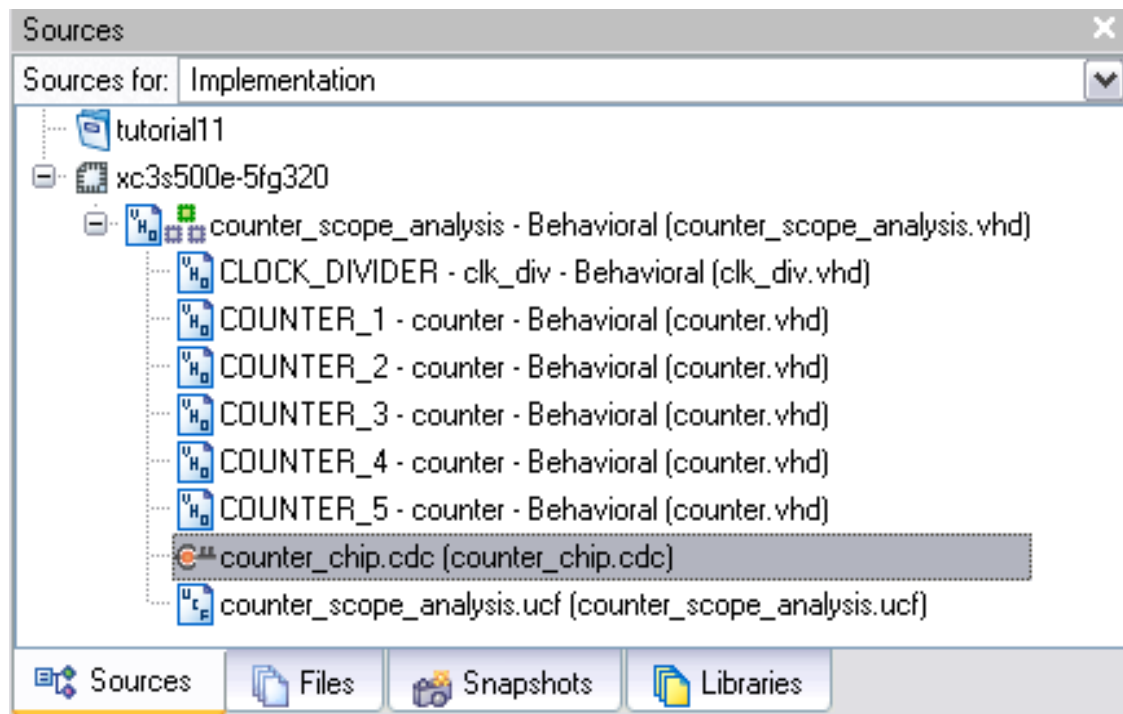 Sources
Sources for: Implementation
tutorial11
xc3s500e-5fg320
counter_scope_analysis - Behavioral (counter_scope_analysis.vhd)
CLOCK_DIVIDER - clk_div - Behavioral (clk_div.vhd)
COUNTER_1 - counter - Behavioral (counter.vhd)
COUNTER_2 - counter - Behavioral (counter.vhd)
COUNTER_3 - counter - Behavioral (counter.vhd)
COUNTER_4 - counter - Behavioral (counter.vhd)
COUNTER_5 - counter - Behavioral (counter.vhd)
counter_chip.cdc (counter_chip.cdc)
counter_scope_analysis.ucf (counter_scope_analysis.ucf)
Sources Files Snapshots Libraries